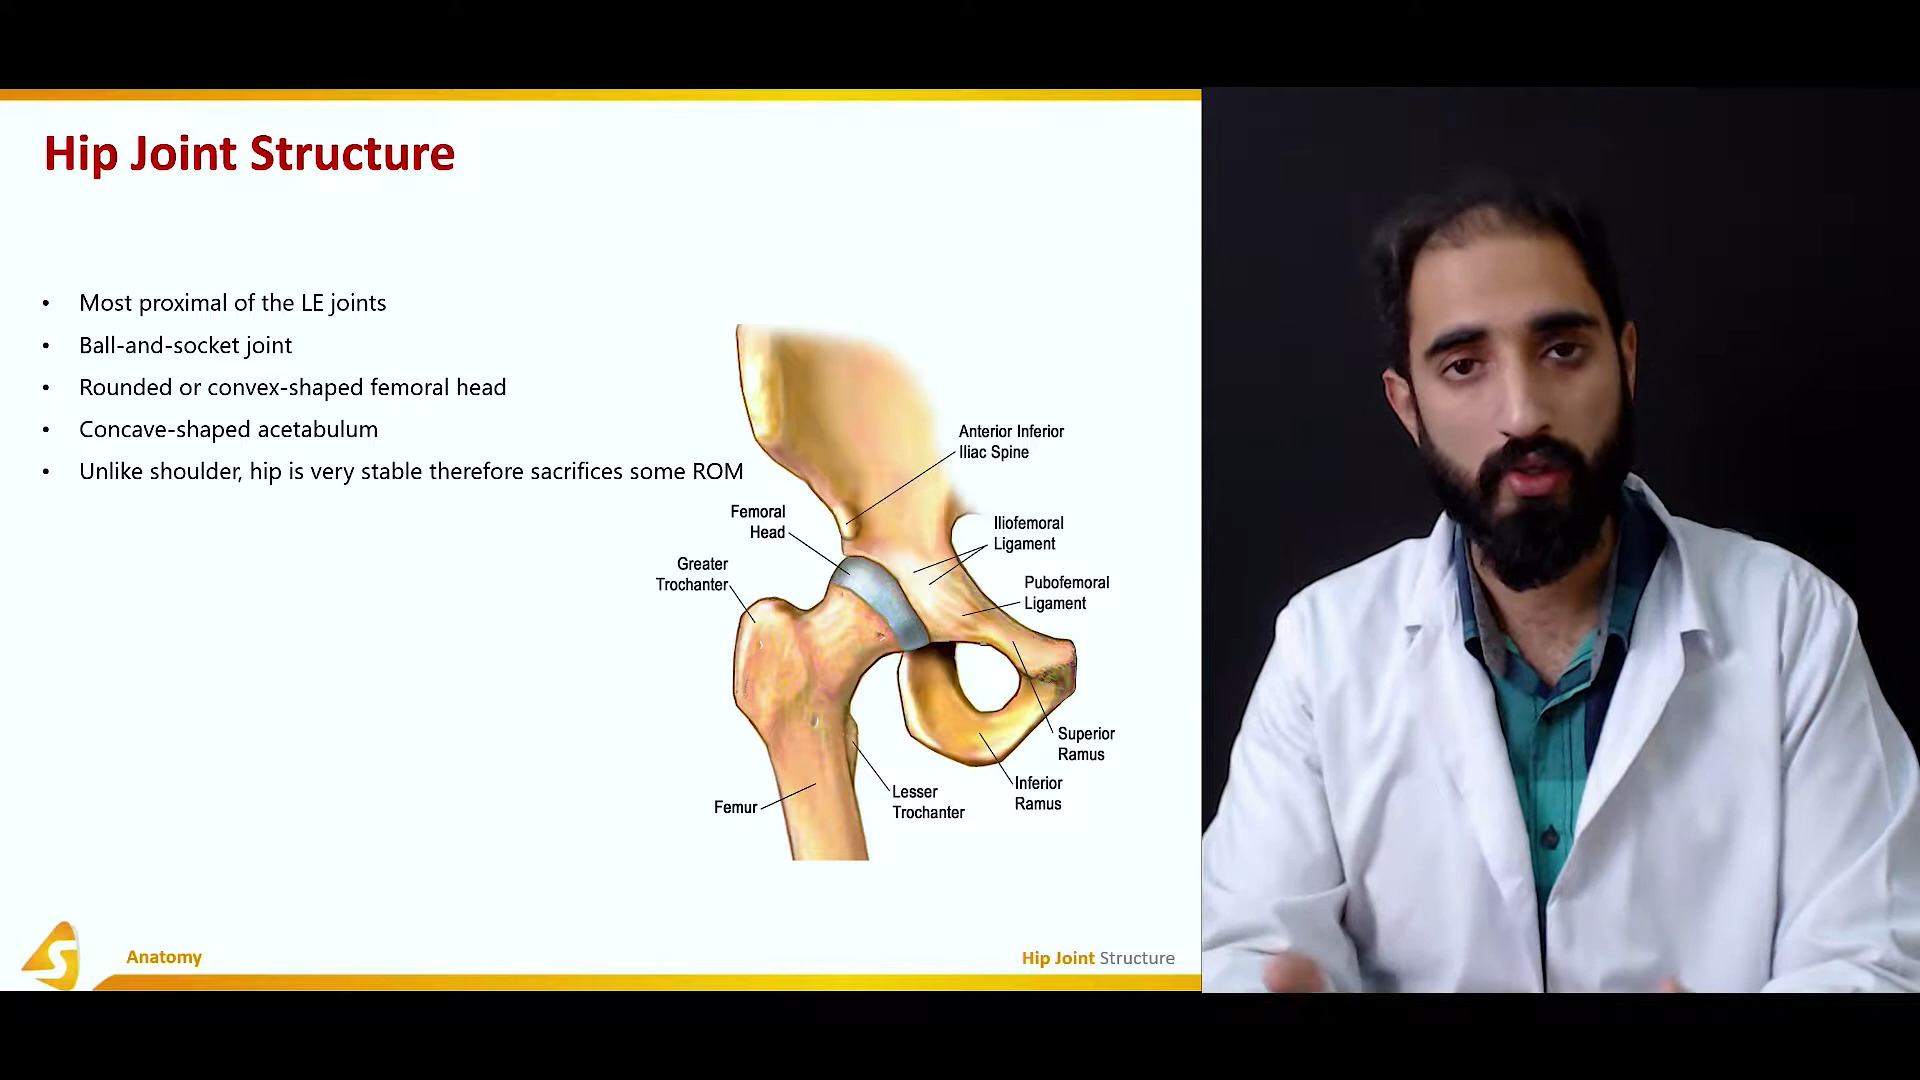 Hip Joint Structure
• Most proximal of the LE joints
• Ball-and-socket joint
• Rounded or convex-shaped femoral head
• Concave-shaped acetabulum
• Unlike shoulder, hip is very stable therefore sacrifices some ROM
Anterior Inferior
Iliac Spine
Femoral
Head
Iliofemoral
Ligament
Greater
Trochanter
Pubofemoral
Ligament
Superior
Ramus
Inferior
Ramus
Lesser
Trochanter
Femur
S
Anatomy
Hip Joint Structure